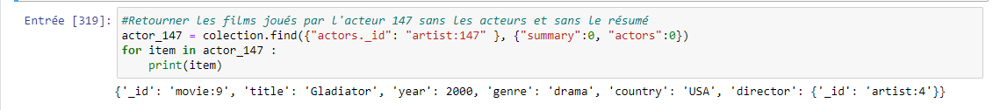 Entrée [319]: #Retourner les films joués par l'acteur 147 sans les acteurs et sans le résumé
actor_147 = colection.find({"actors._id": "artist:147" }, {"summary":0, "actors":0})
for item in actor_147 :
    print(item)
{'_id': 'movie:9', 'title': 'Gladiator', 'year': 2000, 'genre': 'drama', 'country': 'USA', 'director': {'_id': 'artist:4'}}